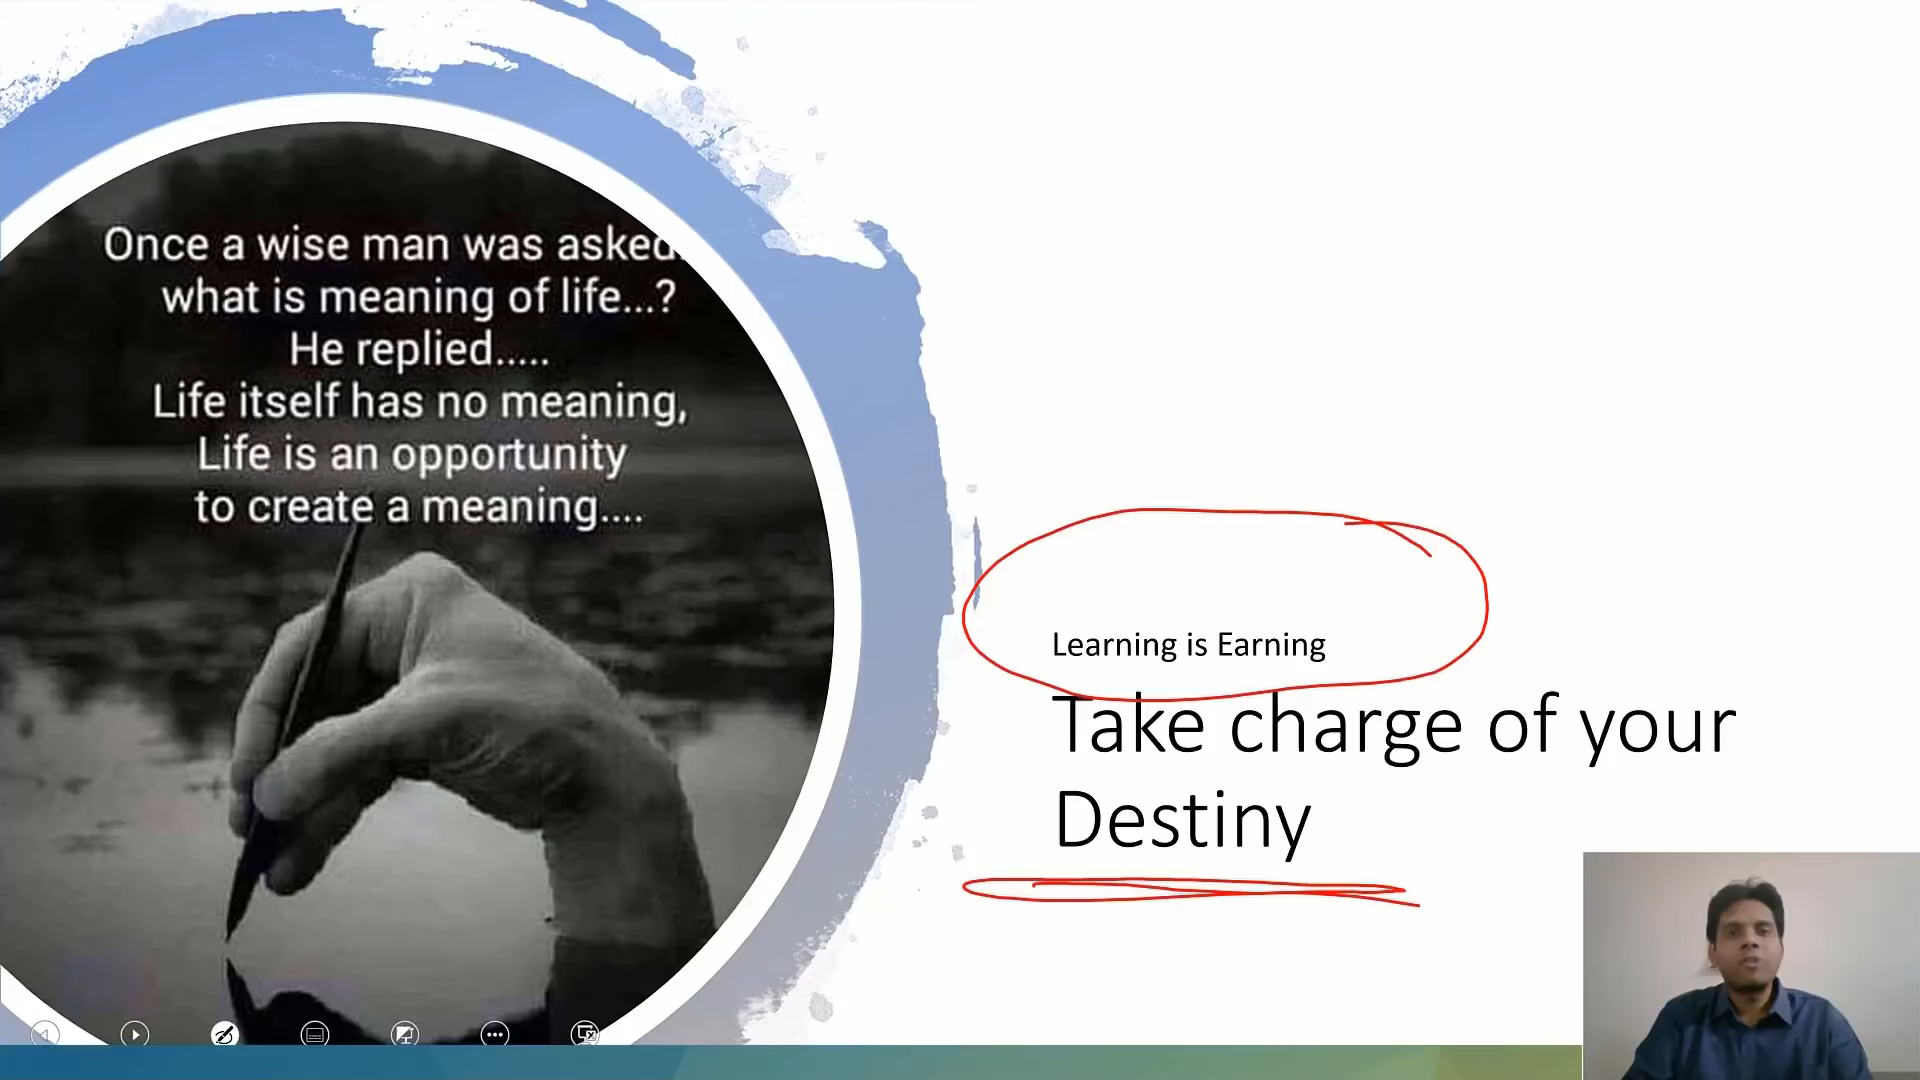 Once a wise man was asked
what is meaning of life...?
He replied.....
Life itself has no meaning,
Life is an opportunity
to create a meaning....
Learning is Earning
Take charge of your
Destiny